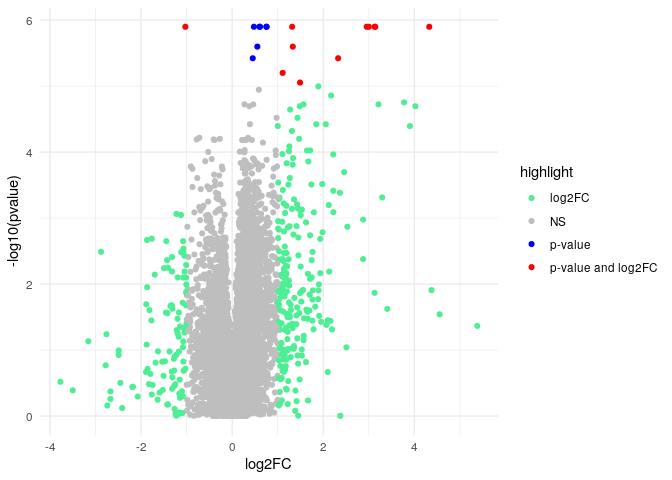 6
4
2
0
-log10(pvalue)
-4
-2
0
2
4
log2FC
highlight
log2FC
NS
p-value
p-value and log2FC